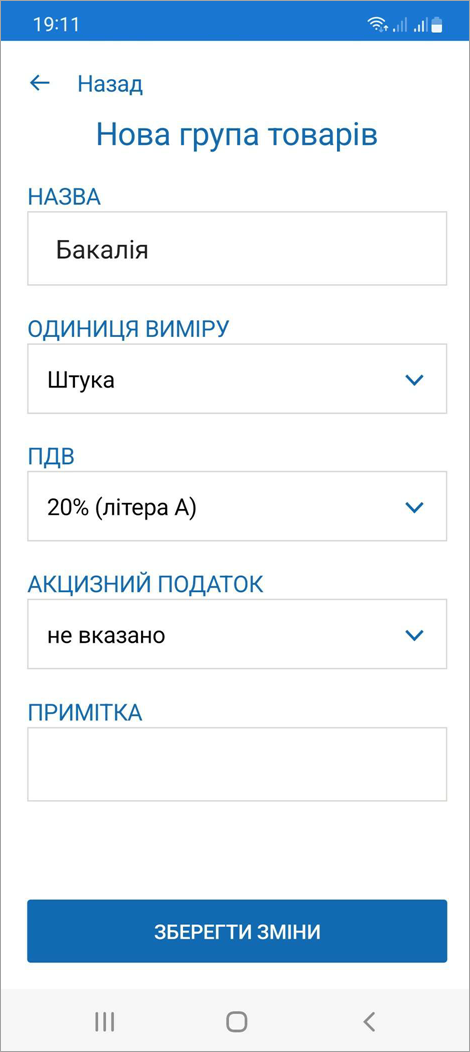 19:11
Назад
Нова група товарів
НАЗВА
Бакалія
ОДИНИЦЯ ВИМІРУ
Штука
ПДВ
20% (літера А)
АКЦИЗНИЙ ПОДАТОК
не вказано
ПРИМІТКА
ЗБЕРЕГТИ ЗМІНИ